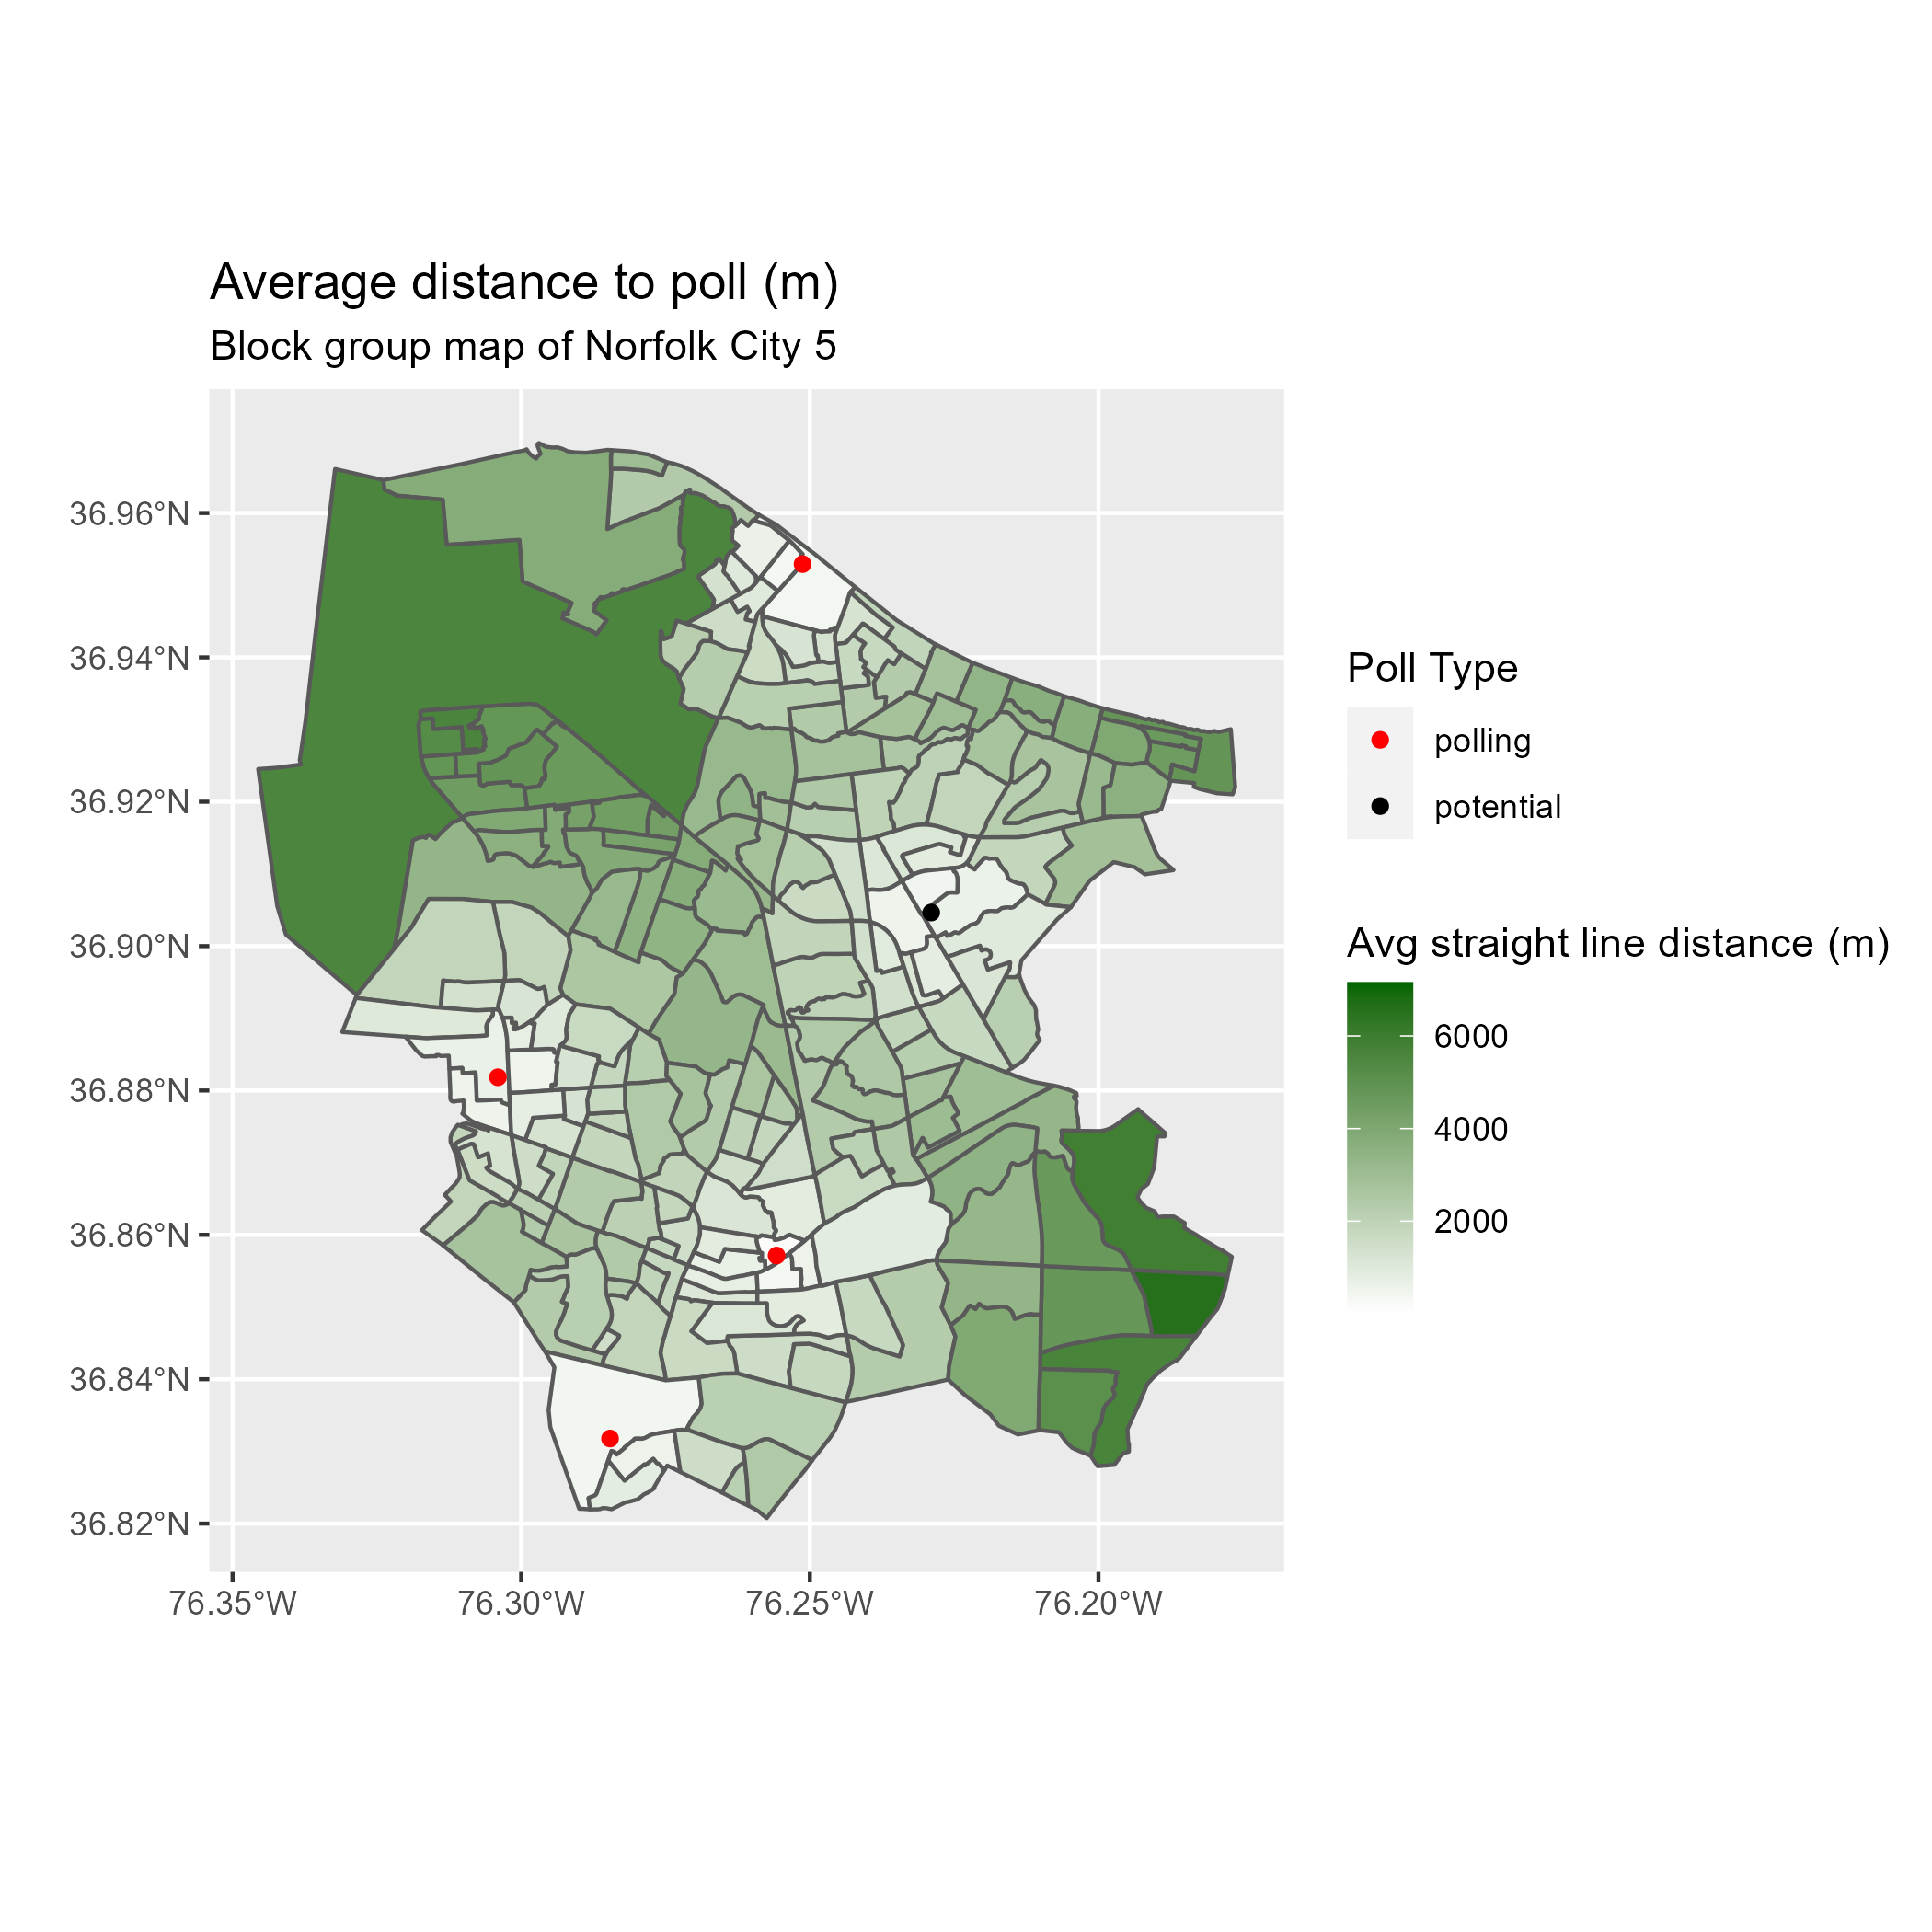 Average distance to poll (m)
Block group map of Norfolk City 5
36.96°N
36.94°N
36.92°N
36.90°N
36.88°N
36.86°N
36.84°N
36.82°N
76.35°W 76.30°W 76.25°W 76.20°W
Poll Type
polling
potential
Avg straight line distance (m)
6000
4000
2000